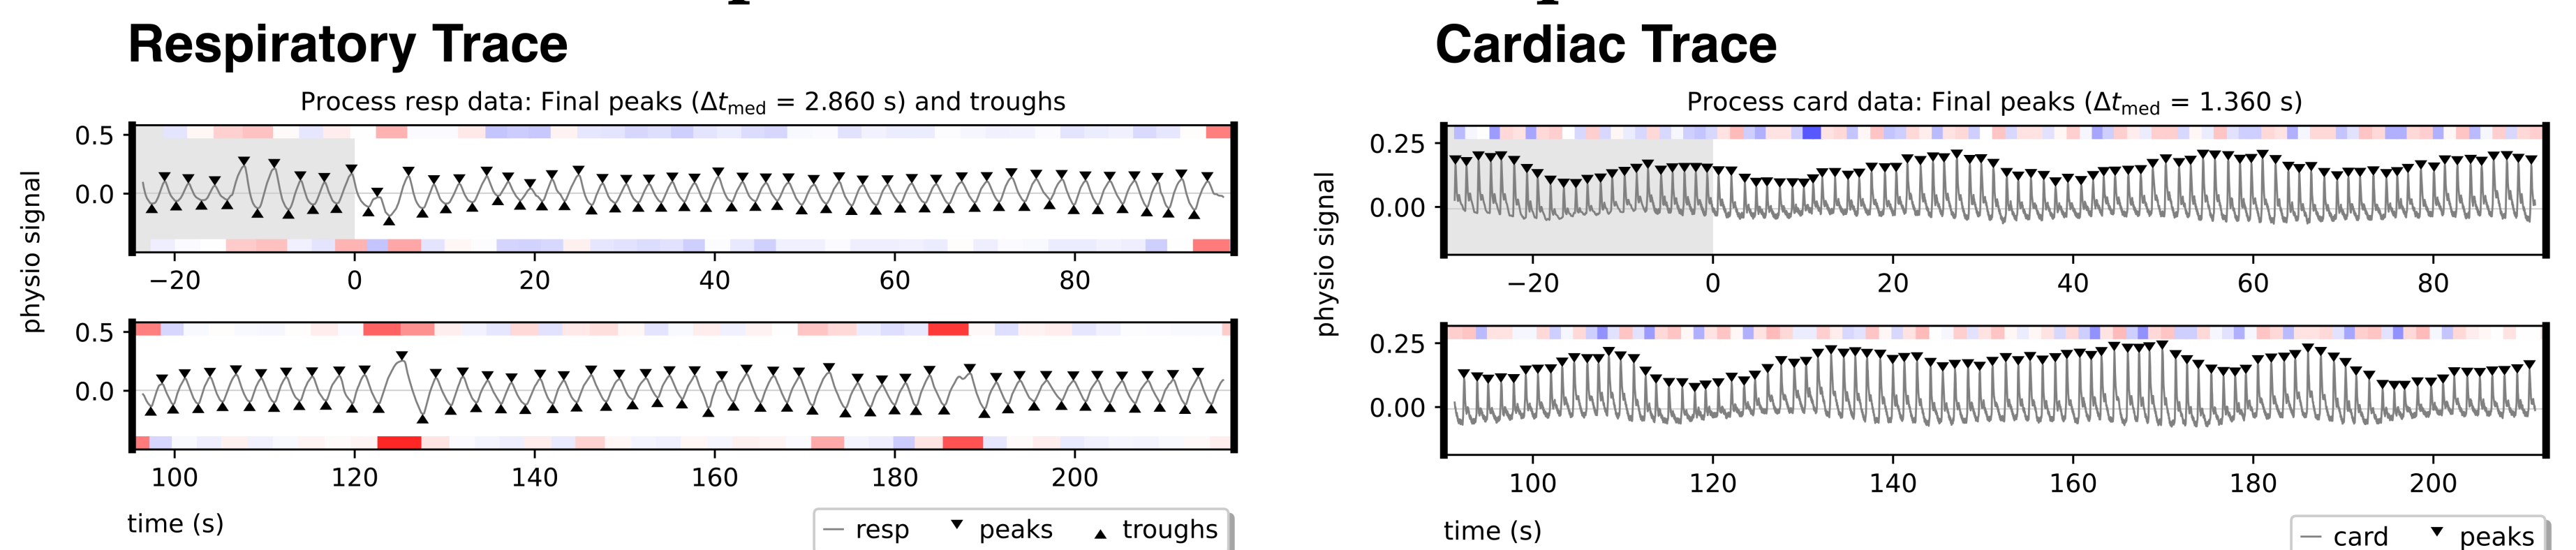 Respiratory Trace
Process resp data: Final peaks (Δtmed = 2.860 s) and troughs
0.5
0.0
−20 0 20 40 60 80
physio signal
0.5
0.0
100 120 140 160 180 200
time (s)
resp peaks troughs
Cardiac Trace
Process card data: Final peaks (Δtmed = 1.360 s)
0.25
0.00
−20 0 20 40 60 80
physio signal
0.25
0.00
100 120 140 160 180 200
time (s)
card peaks